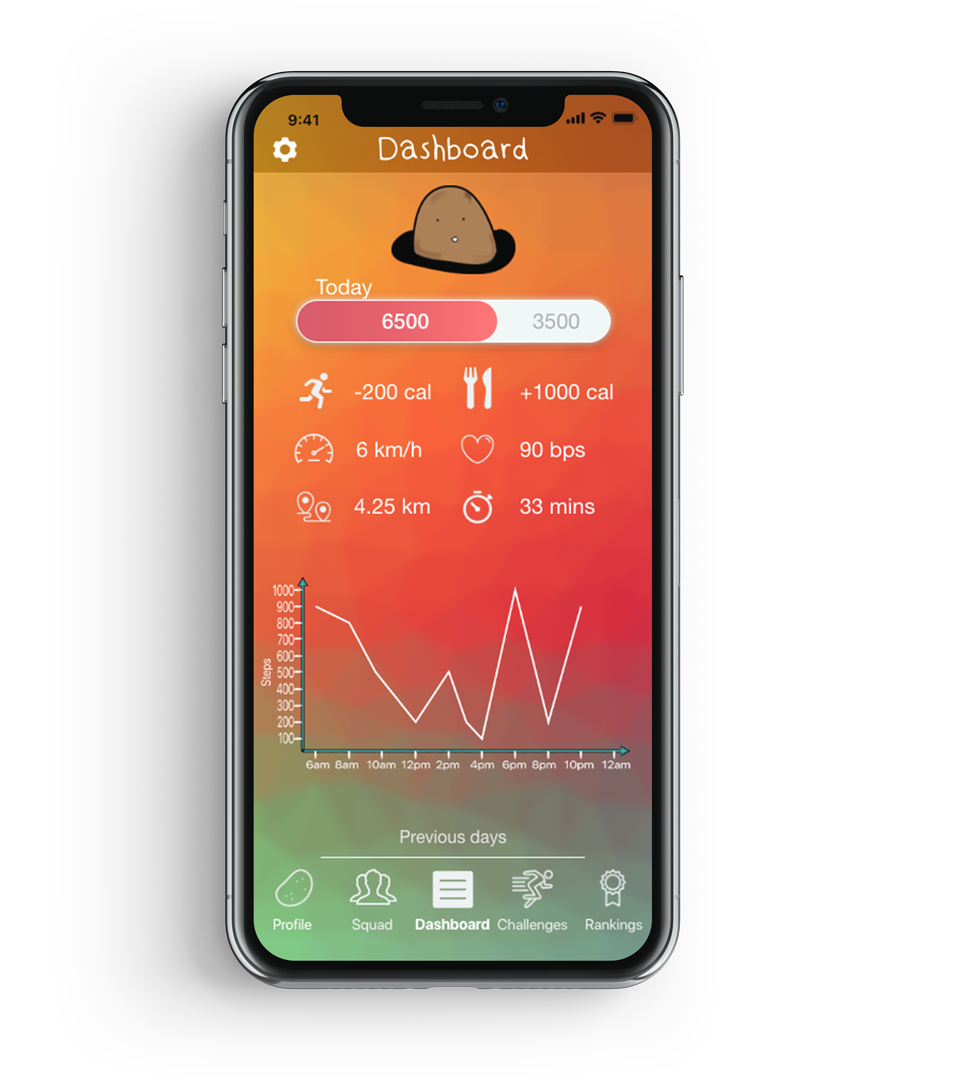 9:41
Dashboard
Today
6500 3500
-200 cal +1000 cal
6 km/h 90 bps
4.25 km 33 mins
1000
900
800
700
600
500
400
300
200
100
Steps
6am 8am 10am 12pm 2pm 4pm 6pm 8pm 10pm 12am
Previous days
Profile Squad Dashboard Challenges Rankings